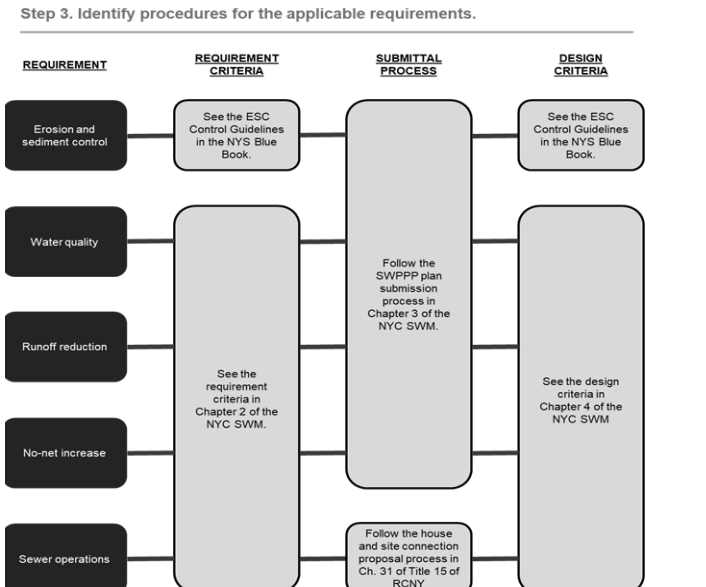 Step 3. Identify procedures for the applicable requirements.
REQUIREMENT
REQUIREMENT
CRITERIA
SUBMITTAL
PROCESS
DESIGN
CRITERIA
Erosion and
sediment control
See the ESC
Control Guidelines
in the NYS Blue
Book.
See the ESC
Control Guidelines
in the NYS Blue
Book.
Water quality
Follow the
SWPPP plan
submission
process in
Chapter 3 of the
NYC SWM.
Runoff reduction
See the
requirement
criteria in
Chapter 2 of the
NYC SWM.
See the design
criteria in
Chapter 4 of the
NYC SWM
No-net increase
Sewer operations
Follow the house
and site connection
proposal process in
Ch. 31 of Title 15 of
RCNY